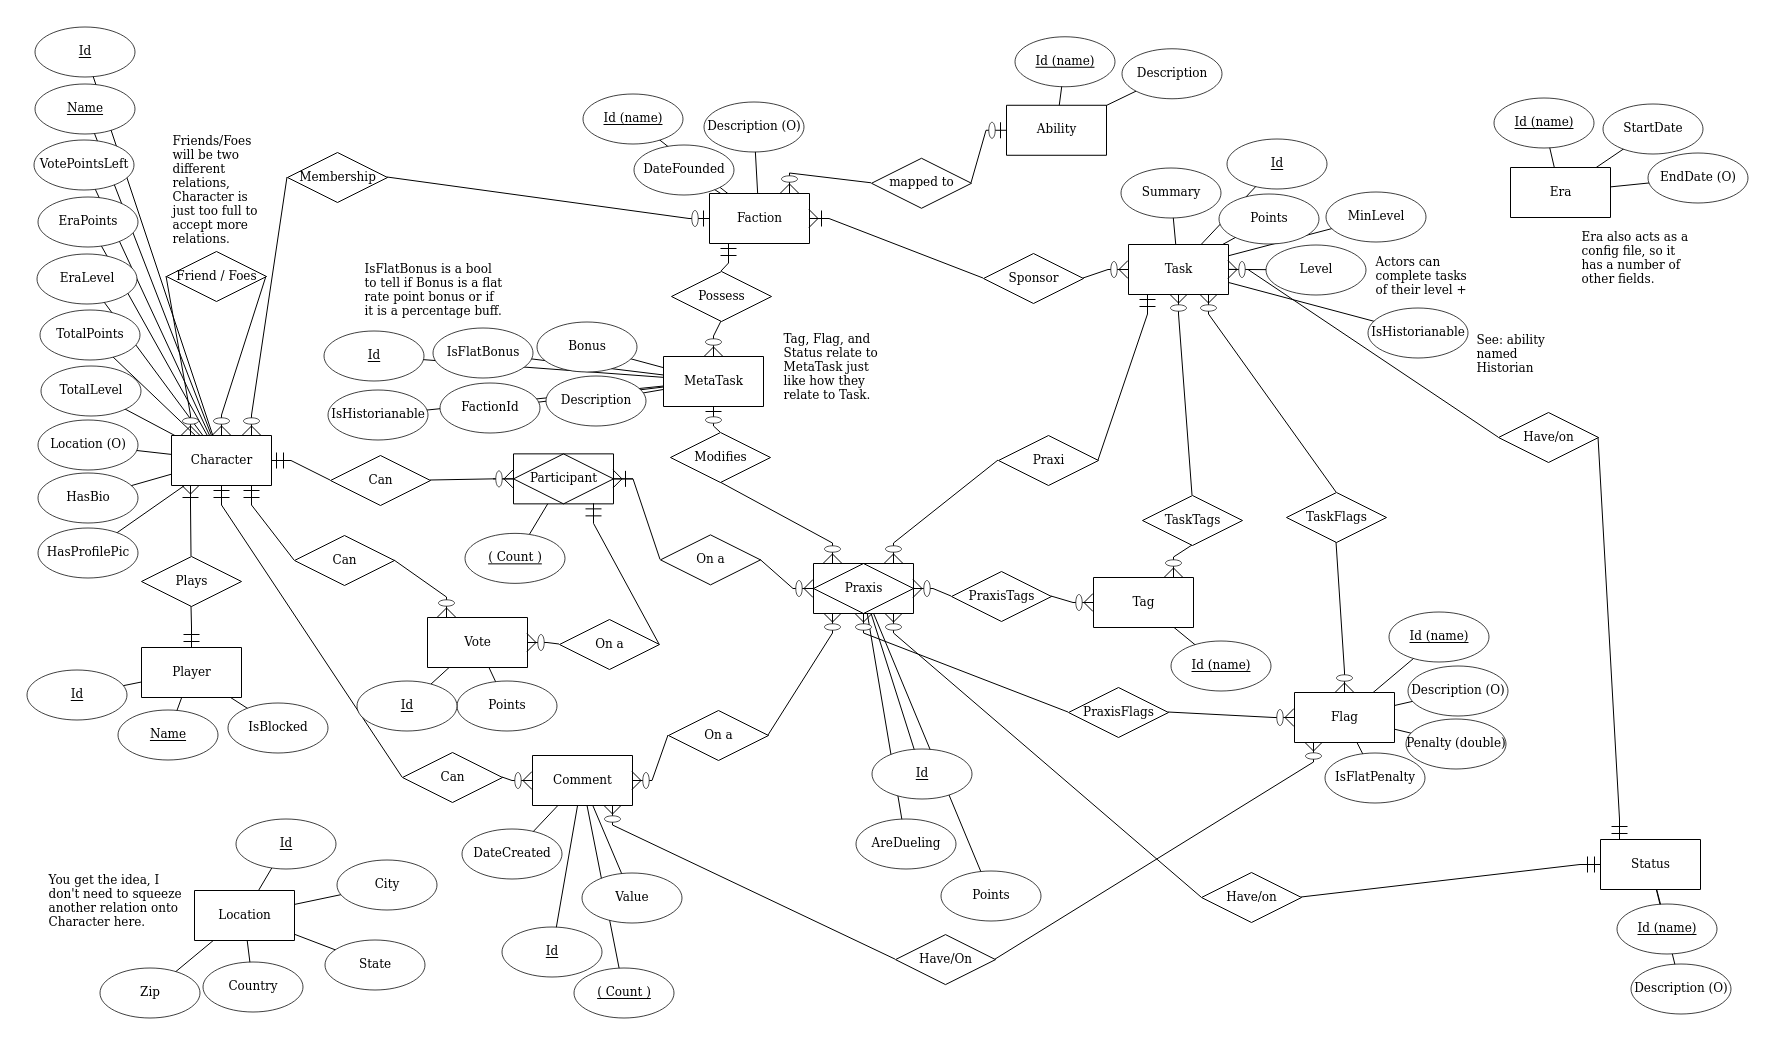 Id
Name
VotePointsLeft
EraPoints
EraLevel
TotalPoints
TotalLevel
Location (O)
HasBio
HasProfilePic
Friends/Foes
will be two
different
relations,
Character is
just too full to
accept more
relations.
Friend / Foes
Membership
Character
Plays
Player
Id
Name
IsBlocked
Id (name)
Description (O)
DateFounded
Faction
mapped to
Id (name)
Description
Ability
Possess
Sponsor
IsFlatBonus is a bool
to tell if Bonus is a flat
rate point bonus or if
it is a percentage buff.
Id
IsFlatBonus
Bonus
IsHistorianable
FactionId
Description
MetaTask
Tag, Flag, and
Status relate to
MetaTask just
like how they
relate to Task.
Modifies
Id
Summary
Points
MinLevel
Level
Task
Actors can
complete tasks
of their level +
IsHistorianable
See: ability
named
Historian
Id (name)
StartDate
EndDate (O)
Era
Era also acts as a
config file, so it
has a number of
other fields.
Have/on
Can
Participant
( Count )
On a
Can
Vote
On a
Id
Points
Praxi
TaskTags
TaskFlags
Praxis
PraxisTags
Tag
Id (name)
PraxisFlags
Flag
Id (name)
Description (O)
Penalty (double)
IsFlatPenalty
On a
Can
Comment
DateCreated
Value
Id
( Count )
Id
AreDueling
Points
Have/on
Have/On
Status
Id (name)
Description (O)
You get the idea, I
don't need to squeeze
another relation onto
Character here.
Id
City
Location
State
Country
Zip